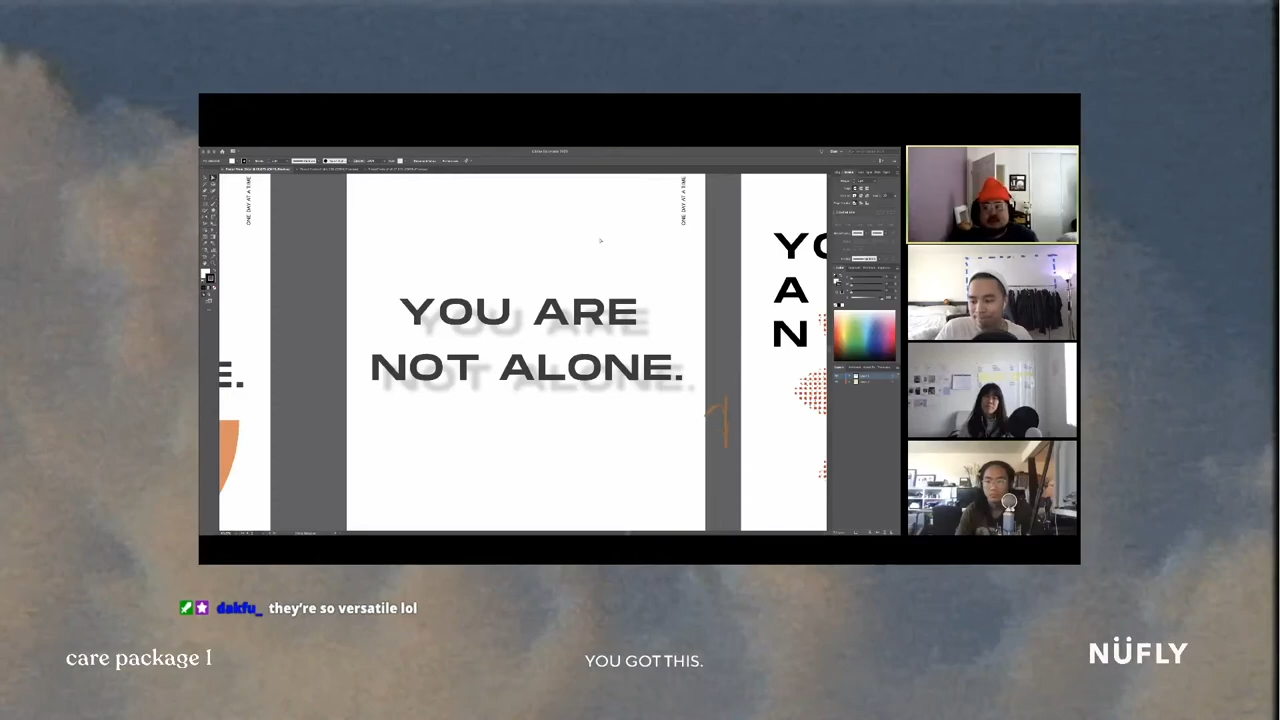 ONE DAY AT A TIME
ONE DAY AT A TIME
YOU ARE
NOT ALONE.
E.
YO
A
N
dakfu_ they're so versatile lol
care package 1
YOU GOT THIS.
NÜFLY